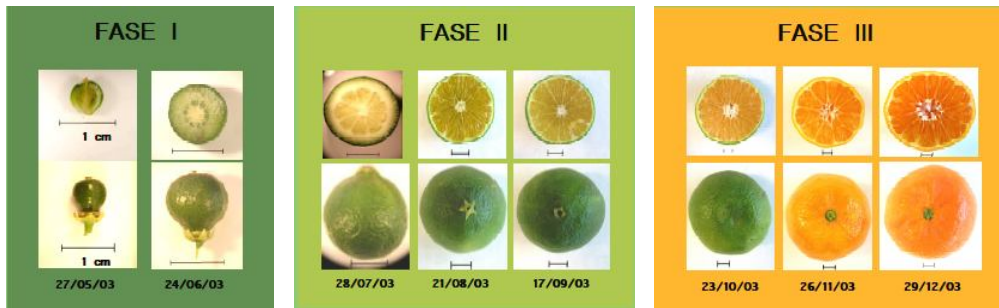 FASE I
1 cm
1 cm
27/05/03 24/06/03
FASE II
28/07/03 21/08/03 17/09/03
FASE III
23/10/03 26/11/03 29/12/03